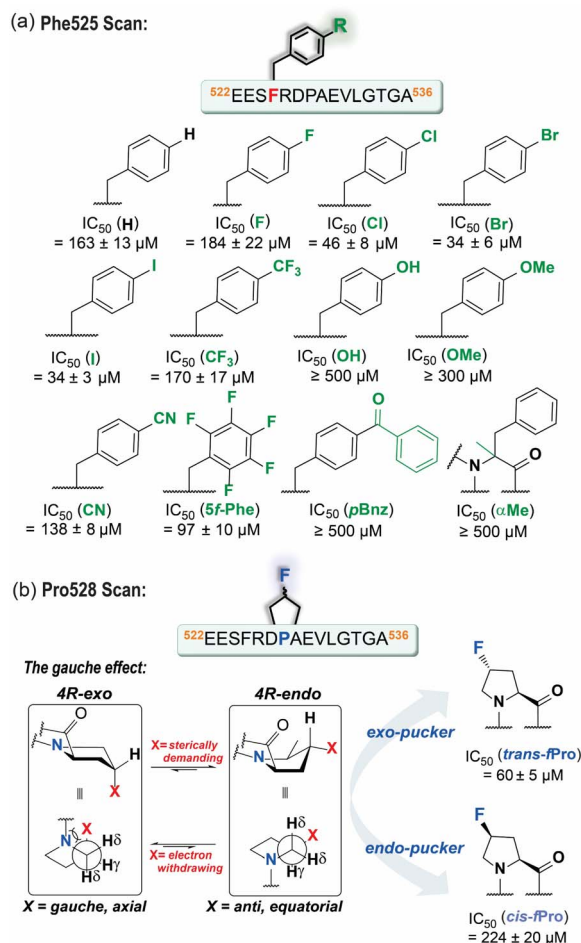 (a) Phe525 Scan:
R
522EESFRDPAEVLGTGA536
H
F
Cl
Br
IC50 (H)
= 163 ± 13 µM
IC50 (F)
= 184 ± 22 µM
IC50 (Cl)
= 46 ± 8 µM
IC50 (Br)
= 34 ± 6 µM
I
CF3
OH
OMe
IC50 (I)
= 34 ± 3 µM
IC50 (CF3)
= 170 ± 17 µM
IC50 (OH)
≥ 500 µM
IC50 (OMe)
≥ 300 µM
CN
F
F
F
F
F
O
N
O
IC50 (CN)
= 138 ± 8 µM
IC50 (5f-Phe)
= 97 ± 10 µM
IC50 (pBnz)
≥ 500 µM
IC50 (αMe)
≥ 500 µM
(b) Pro528 Scan:
F
522EESFRDPAEVLGTGA536
The gauche effect:
4R-exo
4R-endo
O
N
H
X
X= sterically demanding
O
N
H
X
N
X
Hδ
Hγ
Hδ
X= electron withdrawing
Hδ
X
N
Hδ
Hγ
X = gauche, axial
X = anti, equatorial
exo-pucker
endo-pucker
F
N
O
IC50 (trans-fPro)
= 60 ± 5 µM
F
N
O
IC50 (cis-fPro)
= 224 ± 20 µM